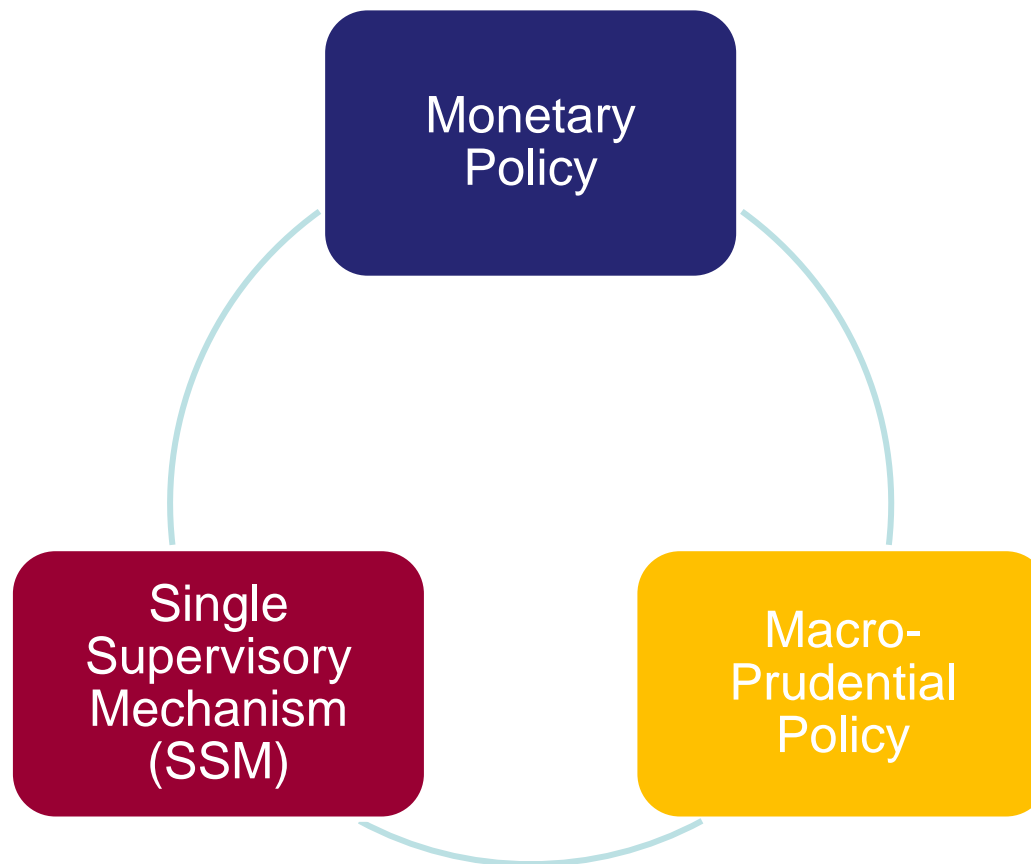 Monetary
Policy
Single
Supervisory
Mechanism
(SSM)
Macro-
Prudential
Policy